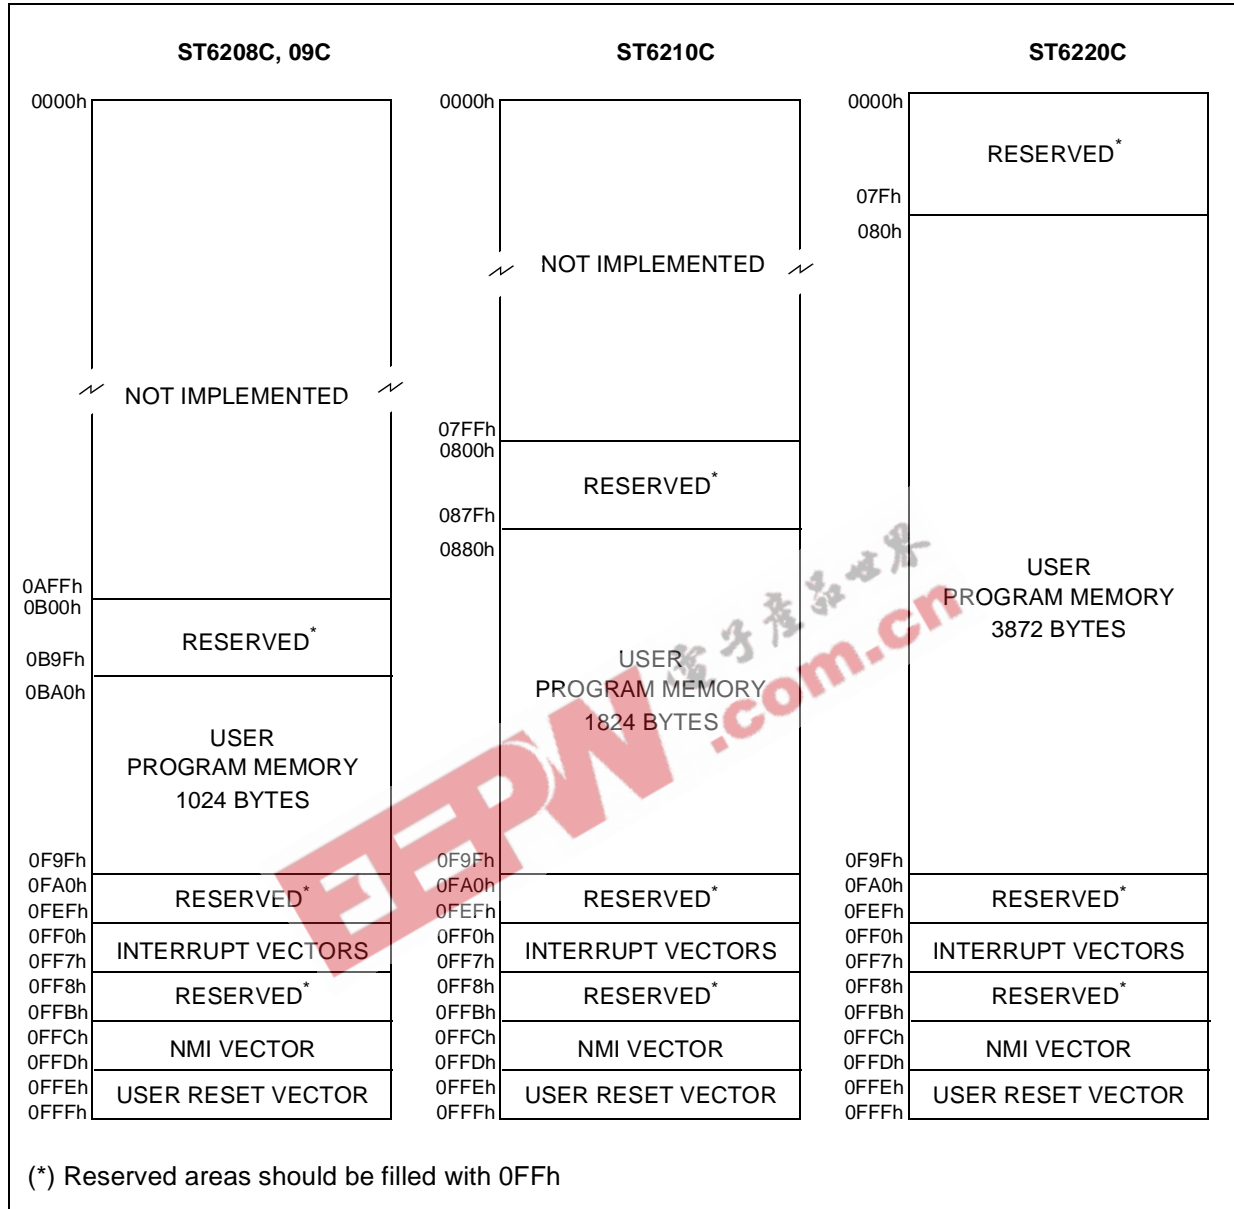 ST6208C, 09C
0000h
NOT IMPLEMENTED
0AFFh
0B00h
RESERVED*
0B9Fh
0BA0h
USER
PROGRAM MEMORY
1024 BYTES
0F9Fh
0FA0h
RESERVED*
0FEFh
0FF0h
INTERRUPT VECTORS
0FF7h
0FF8h
RESERVED*
0FFBh
0FFCh
NMI VECTOR
0FFDh
0FFEh
USER RESET VECTOR
0FFFh
ST6210C
0000h
NOT IMPLEMENTED
07FFh
0800h
RESERVED*
087Fh
0880h
USER
PROGRAM MEMORY
1824 BYTES
0F9Fh
0FA0h
RESERVED*
0FEFh
0FF0h
INTERRUPT VECTORS
0FF7h
0FF8h
RESERVED*
0FFBh
0FFCh
NMI VECTOR
0FFDh
0FFEh
USER RESET VECTOR
0FFFh
ST6220C
0000h
RESERVED*
07Fh
080h
USER
PROGRAM MEMORY
3872 BYTES
0F9Fh
0FA0h
RESERVED*
0FEFh
0FF0h
INTERRUPT VECTORS
0FF7h
0FF8h
RESERVED*
0FFBh
0FFCh
NMI VECTOR
0FFDh
0FFEh
USER RESET VECTOR
0FFFh
(*) Reserved areas should be filled with 0FFh
EEPW.com.cn
電子產品世界